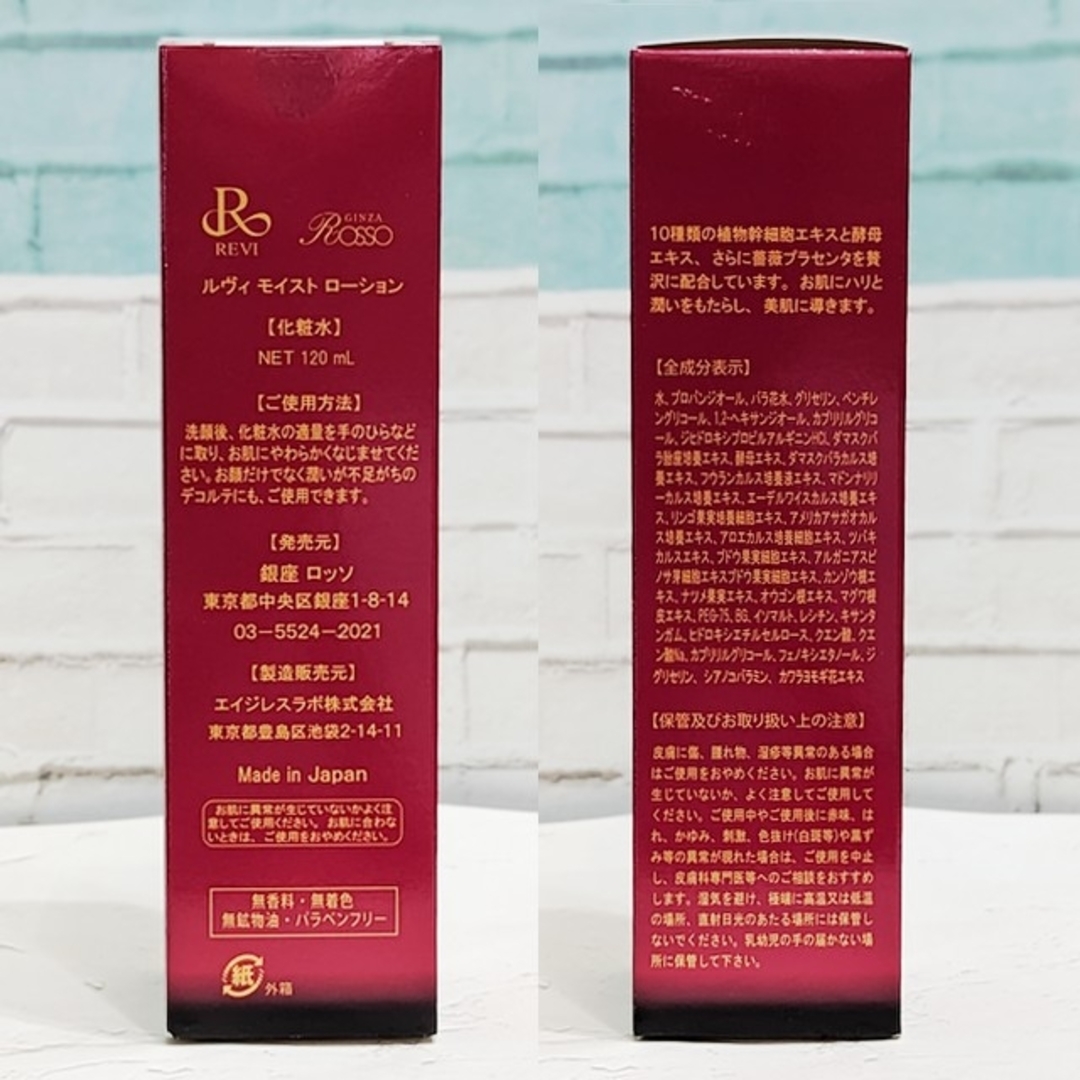 R
REVI
GINZA
ROSSO
ルヴィ モイスト ローション
【化粧水】
NET 120 mL
【ご使用方法】
洗顔後、化粧水の適量を手のひらなど
に取り、お肌にやわらかくなじませてくだ
さい。お顔だけでなく潤いが不足がちの
デコルテにも、ご使用できます。
【発売元】
銀座 ロッソ
東京都中央区銀座1-8-14
03-5524-2021
【製造販売元】
エイジレスラボ株式会社
東京都豊島区池袋2-14-11
Made in Japan
お肌に異常が生じていないかよく注
意してご使用ください。お肌に合わな
いときは、ご使用をおやめください。
無香料・無着色
無鉱物油・パラベンフリー
紙
外箱
10種類の植物幹細胞エキスと酵母
エキス、さらに薔薇プラセンタを贅
沢に配合しています。お肌にハリと
潤いをもたらし、美肌に導きます。
【全成分表示】
水、プロパンジオール、バラ花水、グリセリン、ペンチレ
ングリコール、1,2-ヘキサンジオール、カプリリルグリコ
ール、ジヒドロキシプロピルアルギニンHCl、ダマスクバ
ラ胎座培養エキス、酵母エキス、ダマスクバラカルス培
養エキス、フウランカルス培養液エキス、マドンナリリ
ーカルス培養エキス、エーデルワイスカルス培養エキ
ス、リンゴ果実培養細胞エキス、アメリカアサガオカル
ス培養エキス、アロエカルス培養細胞エキス、ツバキ
カルスエキス、ブドウ果実細胞エキス、アルガニアスピ
ノサ芽細胞エキスブドウ果実細胞エキス、カンゾウ根エ
キス、ナツメ果実エキス、オウゴン根エキス、マグワ根
皮エキス、PEG-75、BG、イソマルト、レシチン、キサンタ
ンガム、ヒドロキシエチルセルロース、クエン酸、クエ
ン酸Na、カプリリルグリコール、フェノキシエタノール、ジ
グリセリン、シアノコバラミン、カワラヨモギ花エキス
【保管及びお取り扱い上の注意】
皮膚に傷、腫れ物、湿疹等異常のある場合
はご使用をおやめください。お肌に異常が
生じていないか、よく注意してご使用して
ください。ご使用中やご使用後に赤味、は
れ、かゆみ、刺激、色抜け(白斑等)や黒ず
み等の異常が現れた場合は、ご使用を中止
し、皮膚科専門医等へのご相談をおすすめ
します。湿気を避け、極端に高温又は低温
の場所、直射日光のあたる場所には保管し
ないでください。乳幼児の手の届かない場
所に保管して下さい。